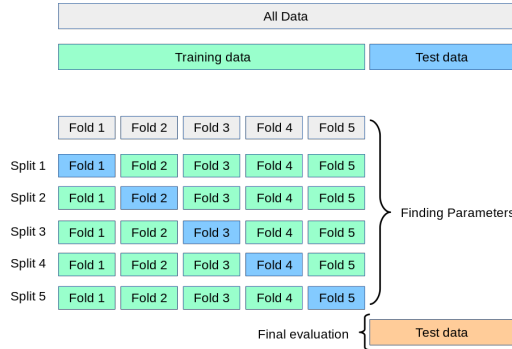 All Data
Training data Test data
Fold 1 Fold 2 Fold 3 Fold 4 Fold 5
Split 1 Fold 1 Fold 2 Fold 3 Fold 4 Fold 5
Split 2 Fold 1 Fold 2 Fold 3 Fold 4 Fold 5
Finding Parameters
Split 3 Fold 1 Fold 2 Fold 3 Fold 4 Fold 5
Split 4 Fold 1 Fold 2 Fold 3 Fold 4 Fold 5
Split 5 Fold 1 Fold 2 Fold 3 Fold 4 Fold 5
Final evaluation Test data